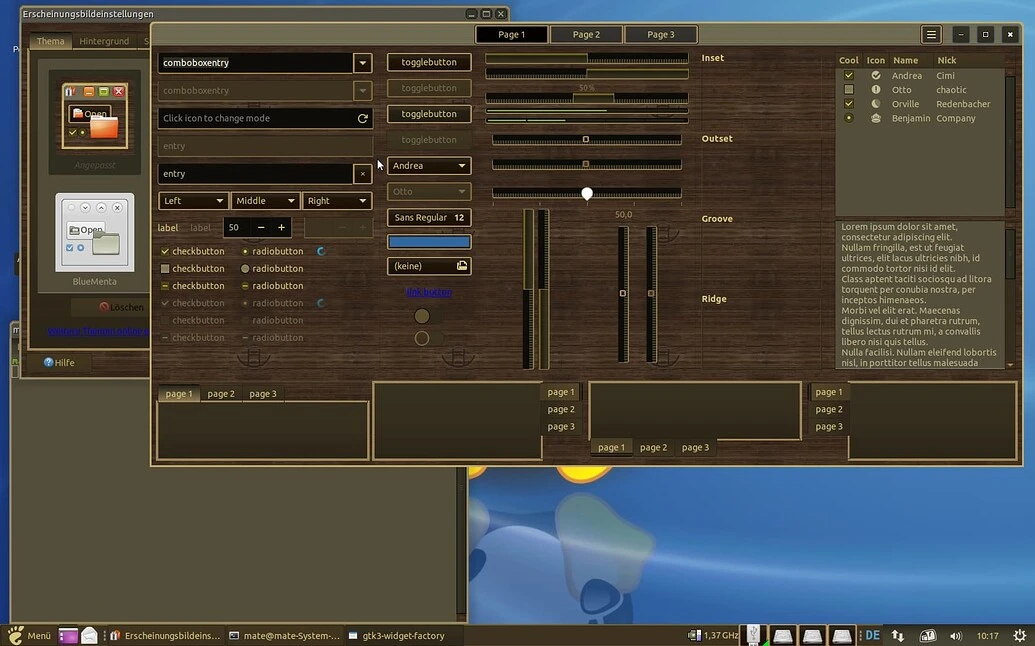 Erscheinungsbildeinstellungen
Thema
Hintergrund
S
Open
Angepasst
Open
BlueMenta
Löschen
Weitere Themen online
Hilfe
Page 1
Page 2
Page 3
comboboxentry
comboboxentry
Click icon to change mode
entry
entry
Left
Middle
Right
label
label
50
checkbutton
radiobutton
checkbutton
radiobutton
checkbutton
radiobutton
checkbutton
radiobutton
checkbutton
radiobutton
checkbutton
radiobutton
togglebutton
togglebutton
togglebutton
togglebutton
Andrea
Otto
Sans Regular 12
(keine)
link button
50 %
50,0
Inset
Outset
Groove
Ridge
Cool Icon Name Nick
Andrea Cimi
Otto chaotic
Orville Redenbacher
Benjamin Company
Lorem ipsum dolor sit amet,
consectetur adipiscing elit.
Nullam fringilla, est ut feugiat
ultrices, elit lacus ultricies nibh, id
commodo tortor nisi id elit.
Class aptent taciti sociosqu ad litora
torquent per conubia nostra, per
inceptos himenaeos.
Morbi vel elit erat. Maecenas
dignissim, dui et pharetra rutrum,
tellus lectus rutrum mi, a convallis
libero nisi quis tellus.
Nulla facilisi. Nullam eleifend lobortis
nisl, in porttitor tellus malesuada
page 1
page 2
page 3
page 1
page 2
page 3
page 1
page 2
page 3
page 1
page 2
page 3
Menü
Erscheinungsbildeins...
mate@mate-System-...
gtk3-widget-factory
1,37 GHz
DE
10:17